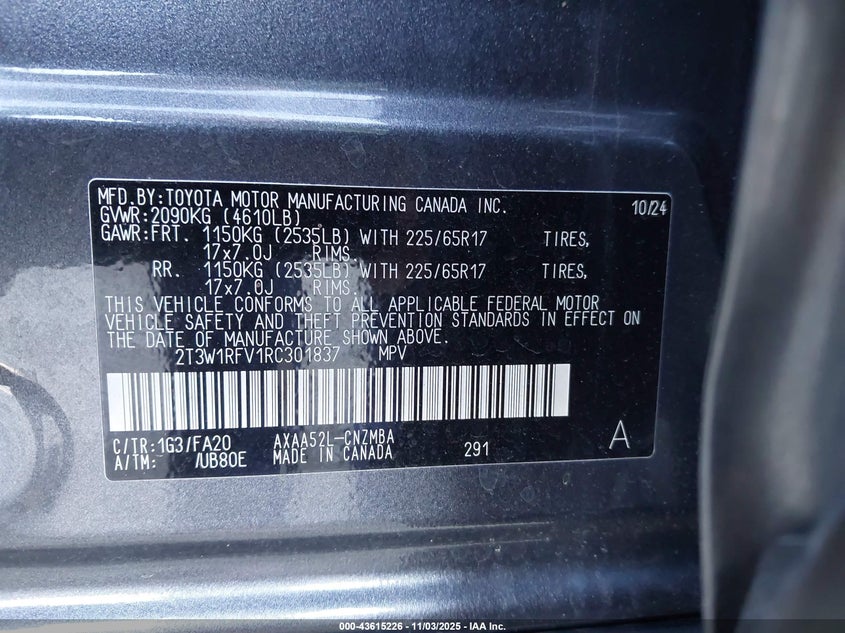 MFD.BY:TOYOTA MOTOR MANUFACTURING CANADA INC. 10/24
GVWR:2090KG (4610LB)
GAWR:FRT. 1150KG (2535LB) WITH 225/65R17 TIRES,
17x7.0J RIMS,
RR. 1150KG (2535LB) WITH 225/65R17 TIRES,
17x7.0J RIMS.
THIS VEHICLE CONFORMS TO ALL APPLICABLE FEDERAL MOTOR
VEHICLE SAFETY AND THEFT PREVENTION STANDARDS IN EFFECT ON
THE DATE OF MANUFACTURE SHOWN ABOVE.
2T3W1RFV1RC301837 MPV
C/TR:1G3/FA20 AXAA52L-CNZMBA
A/TM: /UB80E MADE IN CANADA 291 A
000-43615226 - 11/03/2025 - IAA Inc.